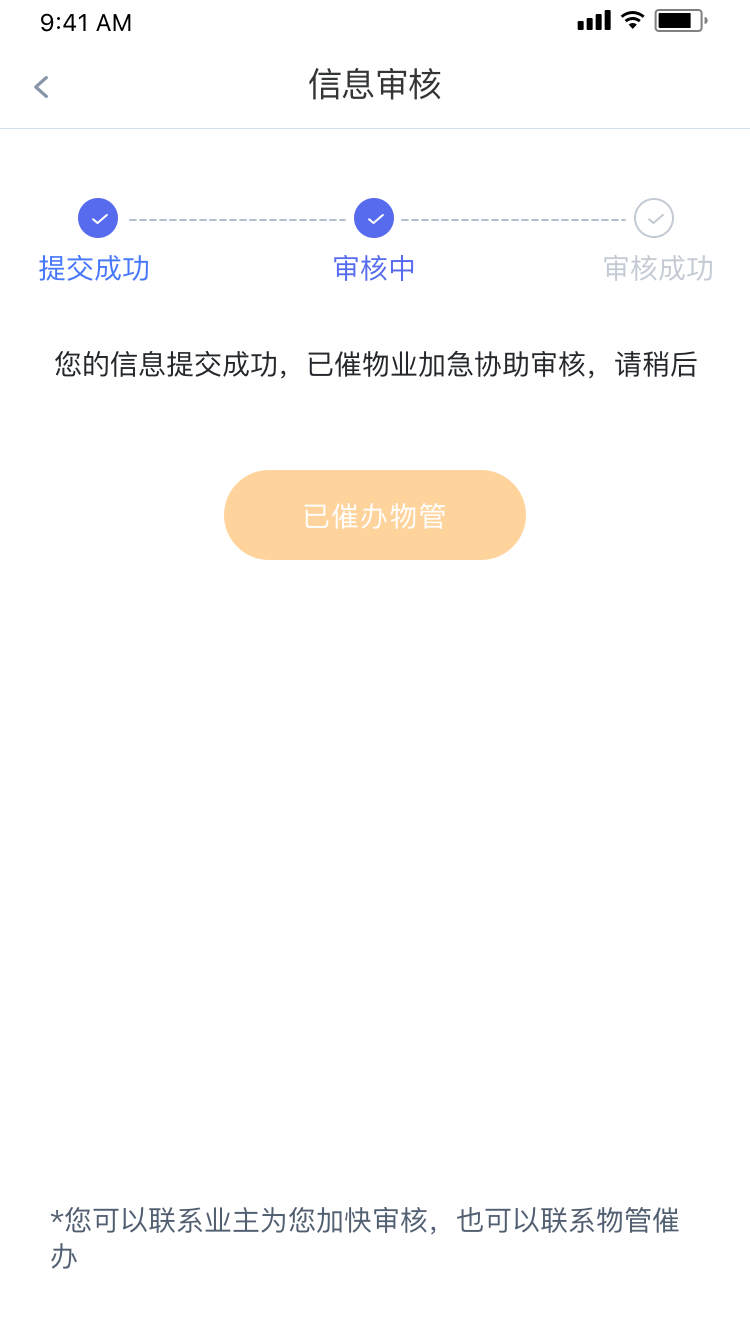 9:41 AM
信息审核
提交成功
审核中
审核成功
您的信息提交成功，已催物业加急协助审核，请稍后
已催办物管
*您可以联系业主为您加快审核，也可以联系物管催
办